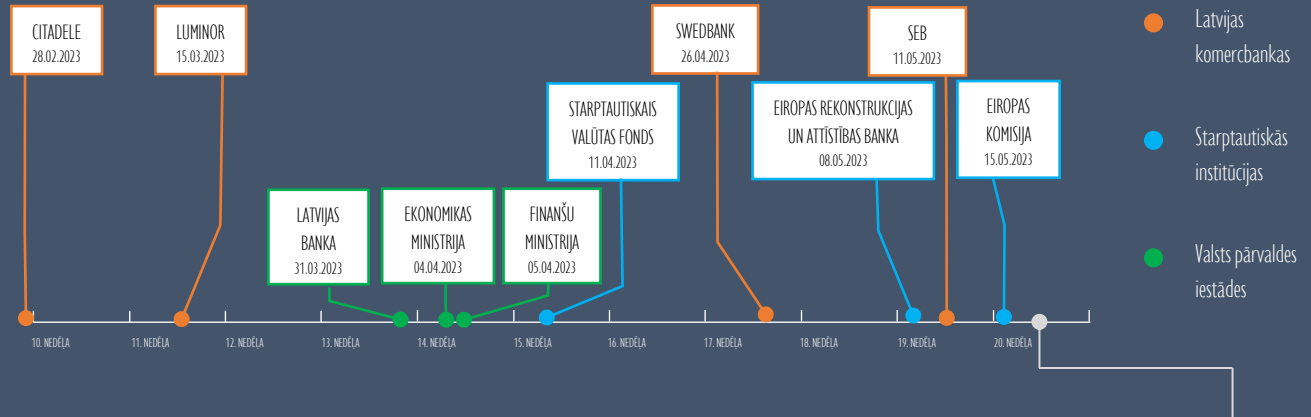 CITADELE
28.02.2023
LUMINOR
15.03.2023
LATVIJAS
BANKA
31.03.2023
EKONOMIKAS
MINISTRIJA
04.04.2023
FINANŠU
MINISTRIJA
05.04.2023
STARPTAUTISKAIS
VALŪTAS FONDS
11.04.2023
SWEDBANK
26.04.2023
EIROPAS REKONSTRUKCIJAS
UN ATTĪSTĪBAS BANKA
08.05.2023
SEB
11.05.2023
EIROPAS
KOMISIJA
15.05.2023
10. NEDĒĻA
11. NEDĒĻA
12. NEDĒĻA
13. NEDĒĻA
14. NEDĒĻA
15. NEDĒĻA
16. NEDĒĻA
17. NEDĒĻA
18. NEDĒĻA
19. NEDĒĻA
20. NEDĒĻA
Latvijas
komercbankas
Starptautiskās
institūcijas
Valsts pārvaldes
iestādes